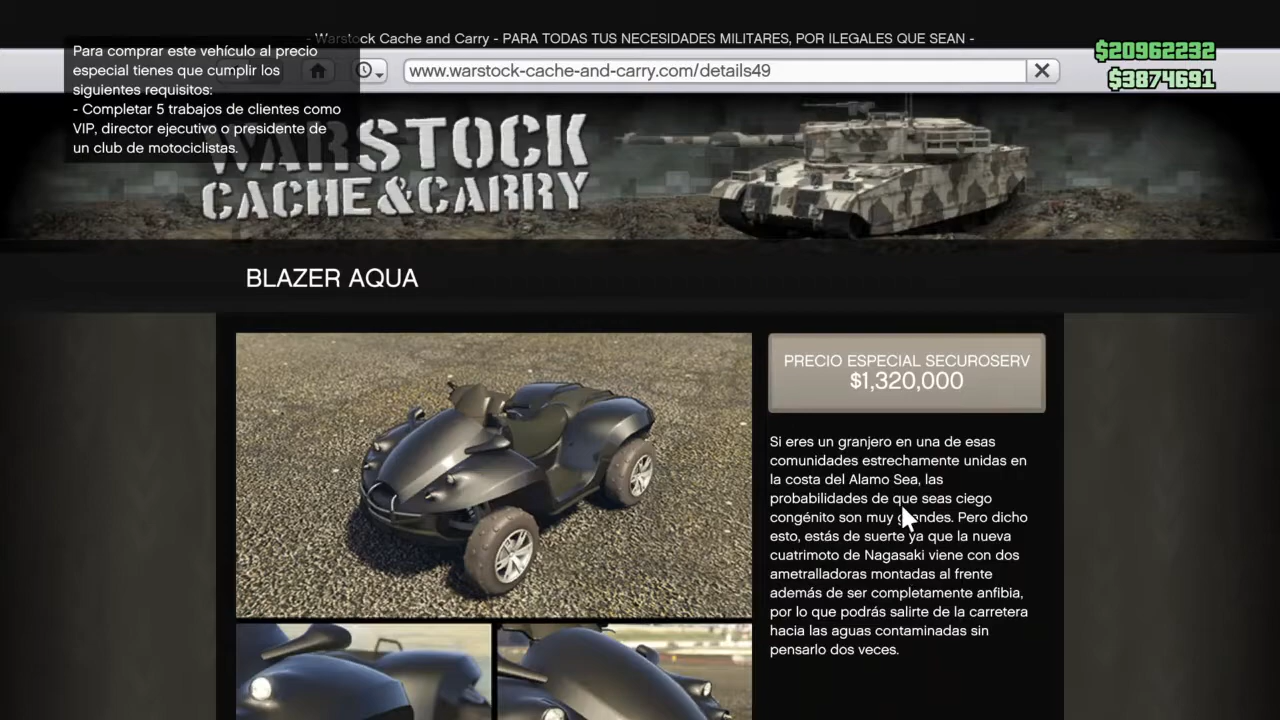 - Warstock Cache and Carry - PARA TODAS TUS NECESIDADES MILITARES, POR ILEGALES QUE SEAN -
Para comprar este vehículo al precio
especial tienes que cumplir los
siguientes requisitos:
- Completar 5 trabajos de clientes como
VIP, director ejecutivo o presidente de
un club de motociclistas.
www.warstock-cache-and-carry.com/details49
$20962232
$3874691
WARSTOCK
CACHE&CARRY
BLAZER AQUA
PRECIO ESPECIAL SECUROSERV
$1,320,000
Si eres un granjero en una de esas
comunidades estrechamente unidas en
la costa del Alamo Sea, las
probabilidades de que seas ciego
congénito son muy grandes. Pero dicho
esto, estás de suerte ya que la nueva
cuatrimoto de Nagasaki viene con dos
ametralladoras montadas al frente
además de ser completamente anfibia,
por lo que podrás salirte de la carretera
hacia las aguas contaminadas sin
pensarlo dos veces.